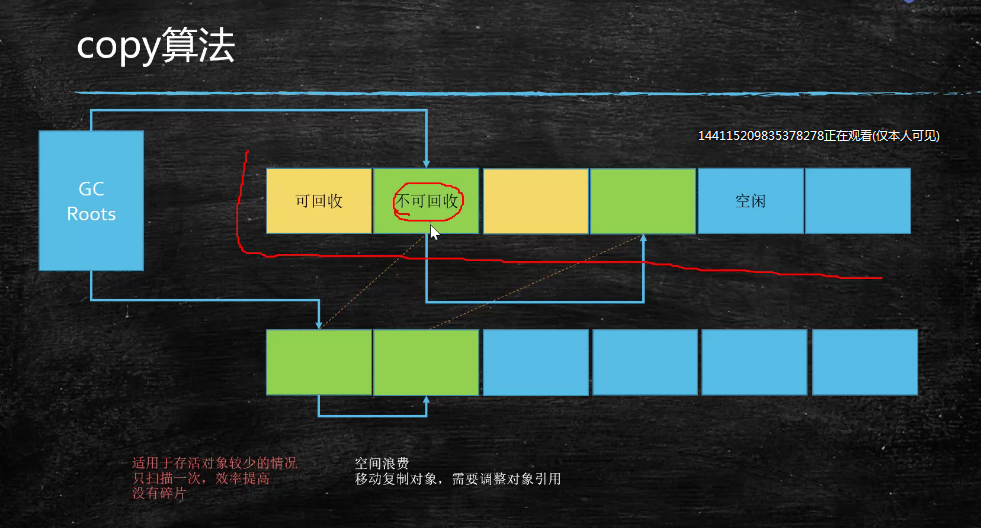 copy算法
144115209835378278正在观看(仅本人可见)
GC
Roots
可回收
不可回收
空闲
适用于存活对象较少的情况
只扫描一次，效率提高
没有碎片
空间浪费
移动复制对象，需要调整对象引用